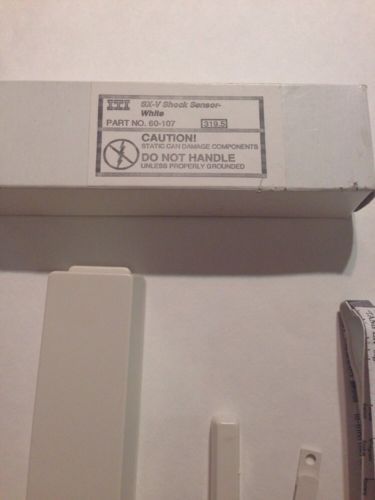 ITI
SX-V Shock Sensor-
White
PART NO. 60-107 319.5
CAUTION!
STATIC CAN DAMAGE COMPONENTS
DO NOT HANDLE
UNLESS PROPERLY GROUNDED